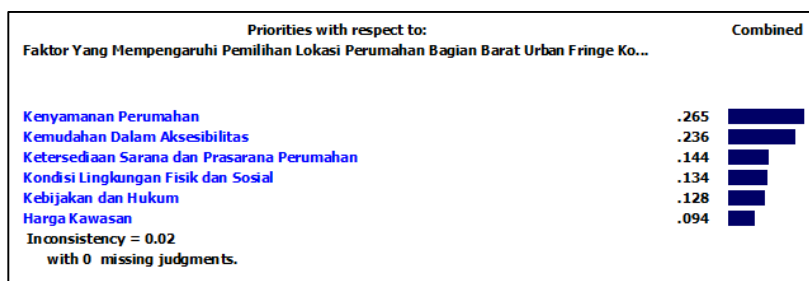 Priorities with respect to:
Combined
Faktor Yang Mempengaruhi Pemilihan Lokasi Perumahan Bagian Barat Urban Fringe Ko...
Kenyamanan Perumahan .265
Kemudahan Dalam Aksesibilitas .236
Ketersediaan Sarana dan Prasarana Perumahan .144
Kondisi Lingkungan Fisik dan Sosial .134
Kebijakan dan Hukum .128
Harga Kawasan .094
Inconsistency = 0.02
with 0 missing judgments.